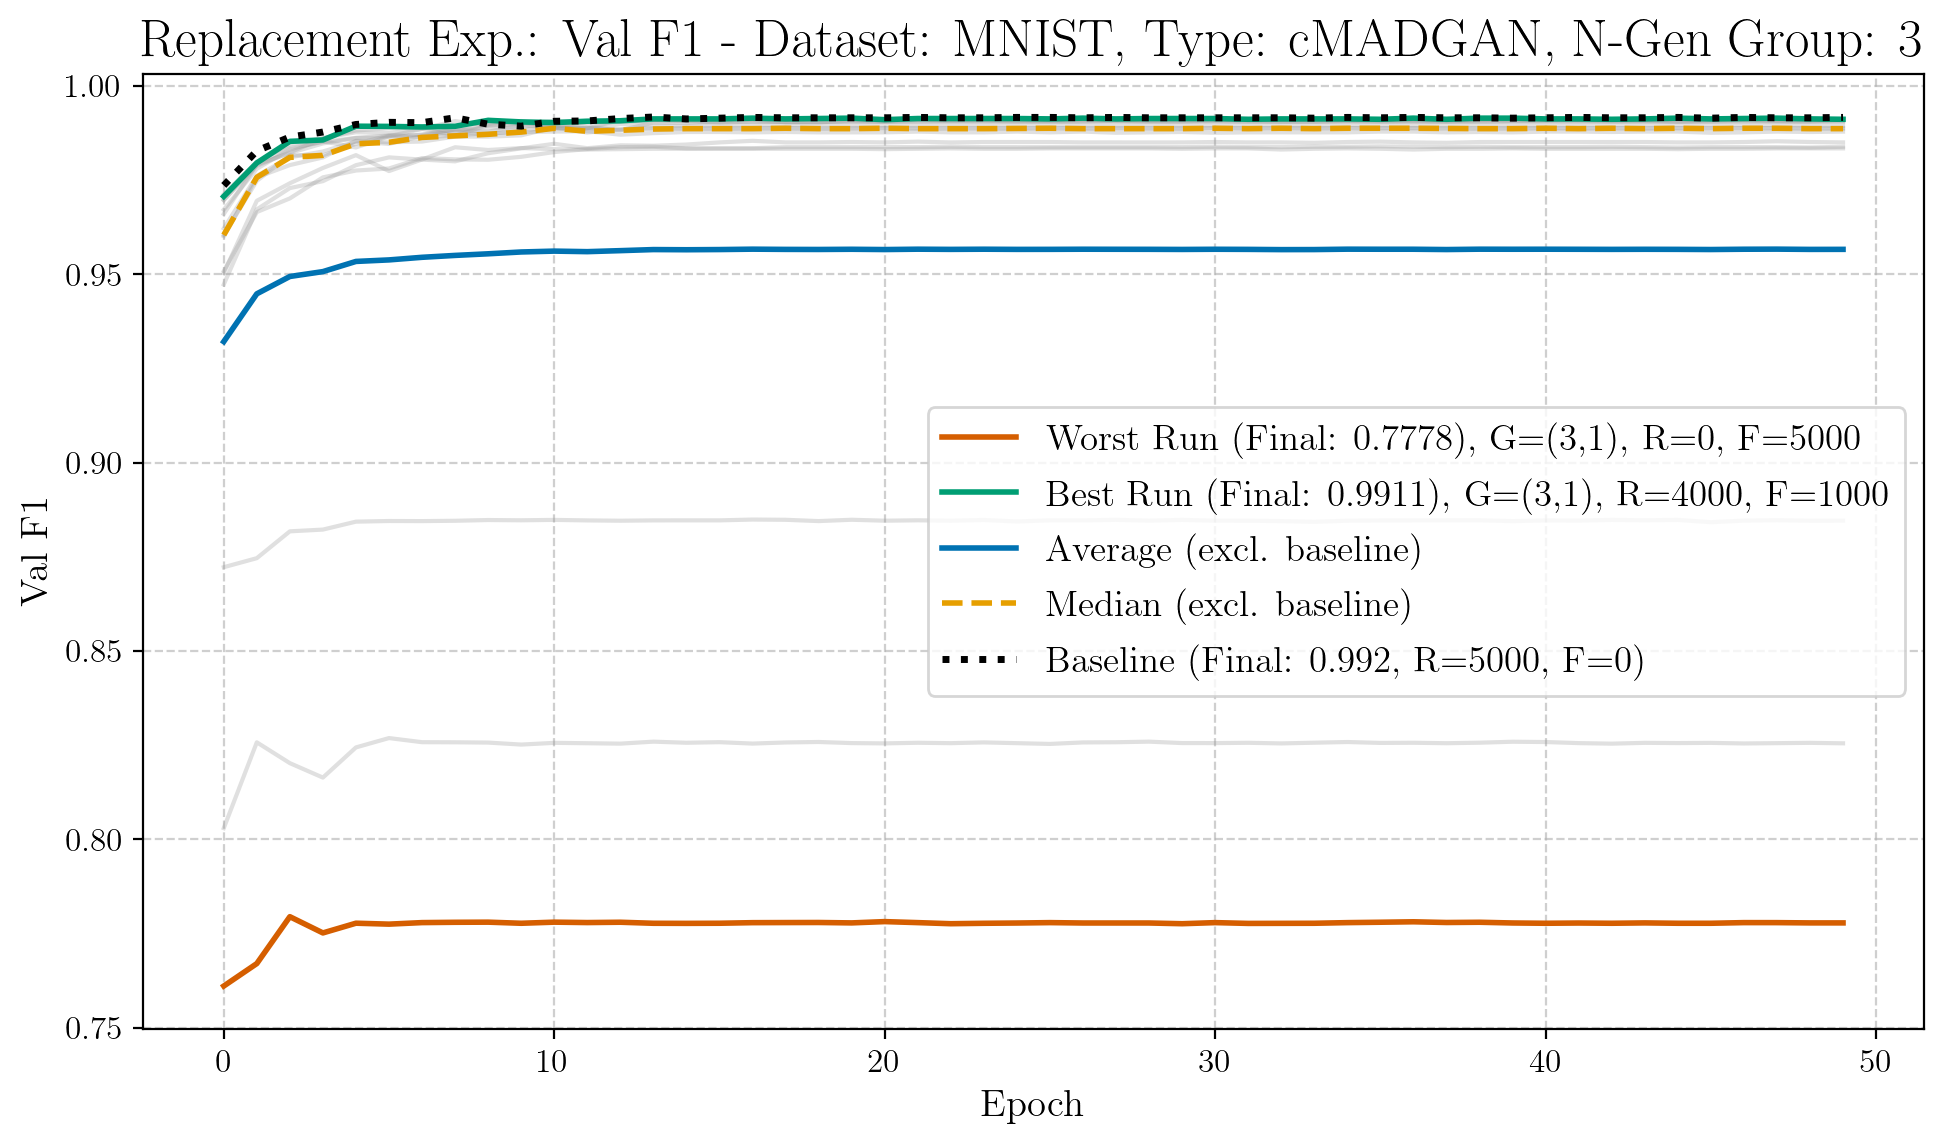 Replacement Exp.: Val F1 - Dataset: MNIST, Type: cMADGAN, N-Gen Group: 3
1.00
0.95
0.90
0.85
0.80
0.75
Val F1
Worst Run (Final: 0.7778), G=(3,1), R=0, F=5000
Best Run (Final: 0.9911), G=(3,1), R=4000, F=1000
Average (excl. baseline)
Median (excl. baseline)
Baseline (Final: 0.992, R=5000, F=0)
0 10 20 30 40 50
Epoch